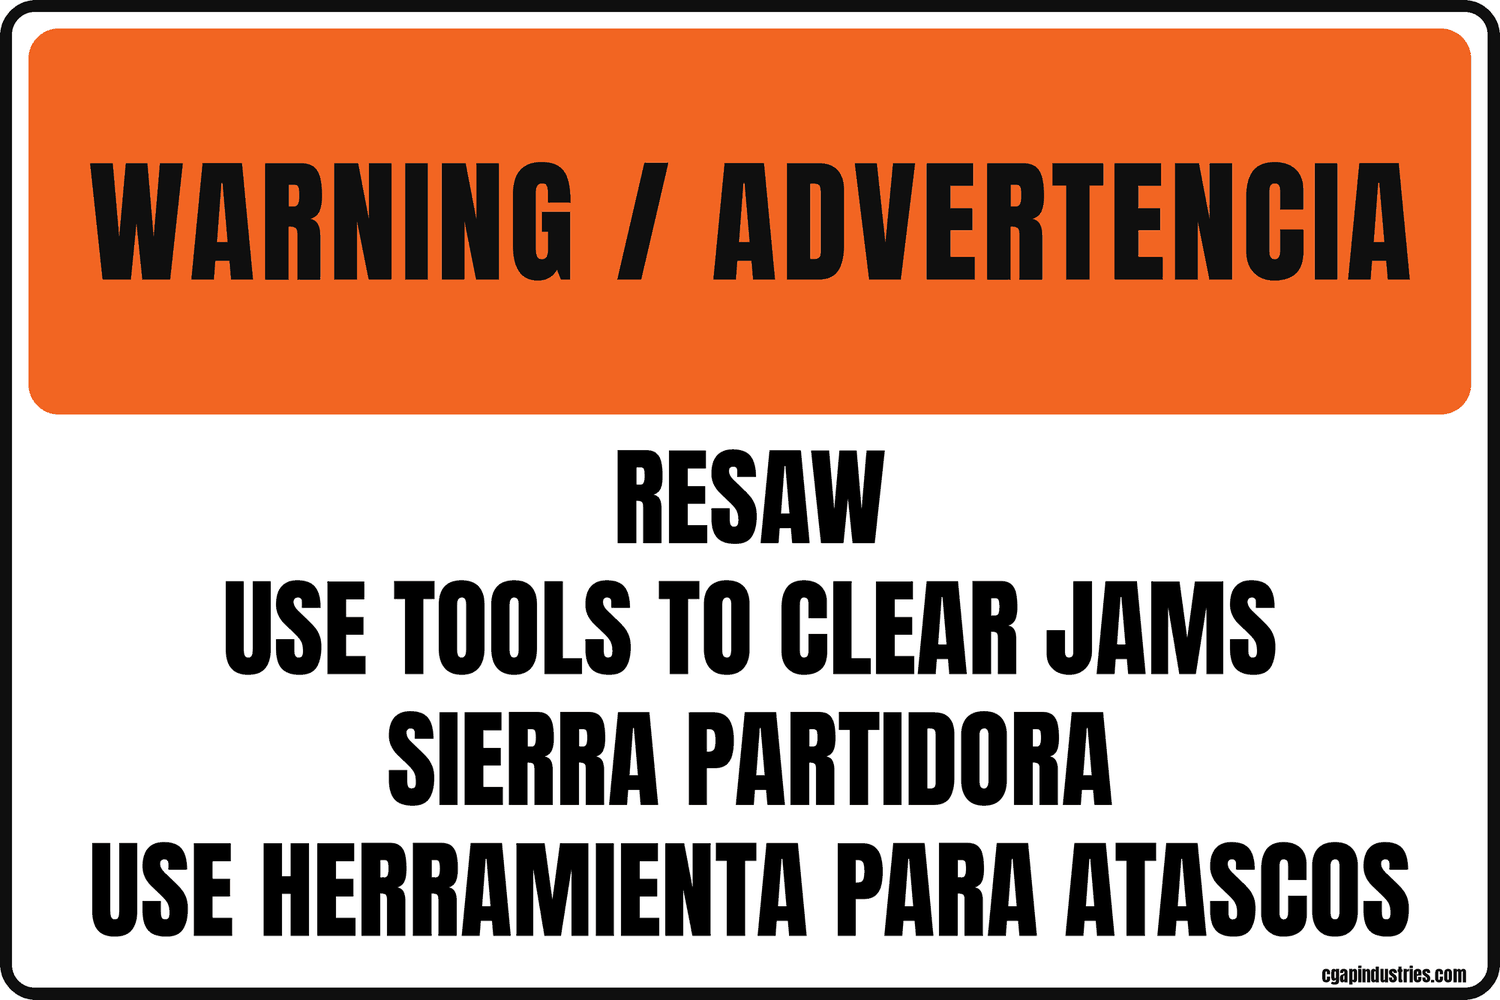 WARNING / ADVERTENCIA
RESAW
USE TOOLS TO CLEAR JAMS
SIERRA PARTIDORA
USE HERRAMIENTA PARA ATASCOS
cgapindustries.com